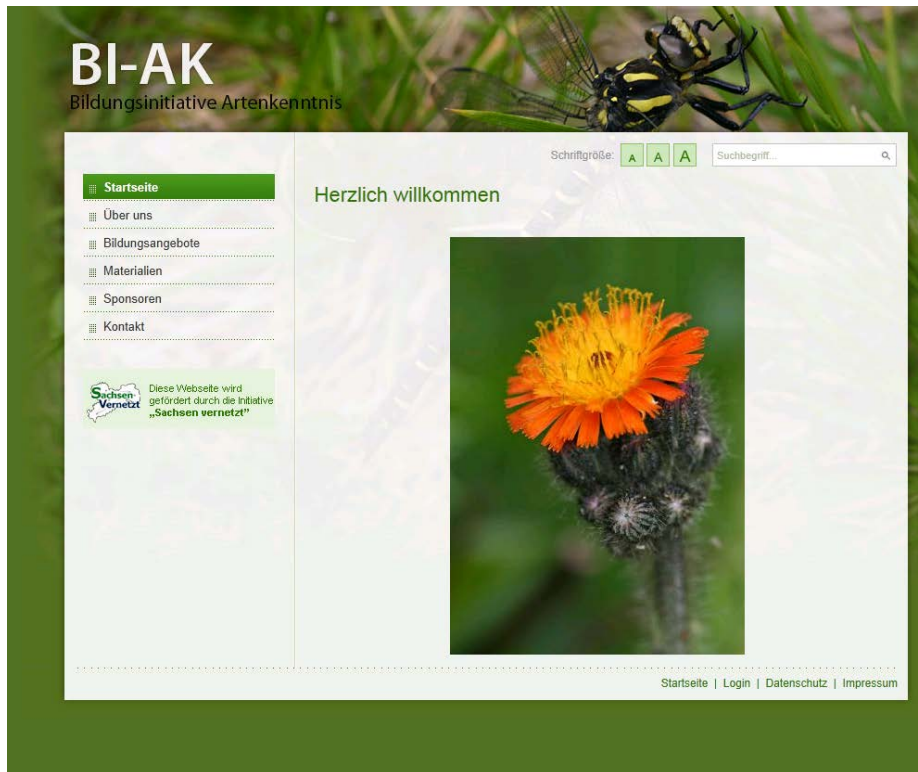 BI-AK
Bildungsinitiative Artenkenntnis
Schriftgröße: A A A Suchbegriff...
Startseite
Über uns
Bildungsangebote
Materialien
Sponsoren
Kontakt
Herzlich willkommen
Sachsen
Vernetzt
Diese Webseite wird
gefördert durch die Initiative
„Sachsen vernetzt"
Startseite | Login | Datenschutz | Impressum